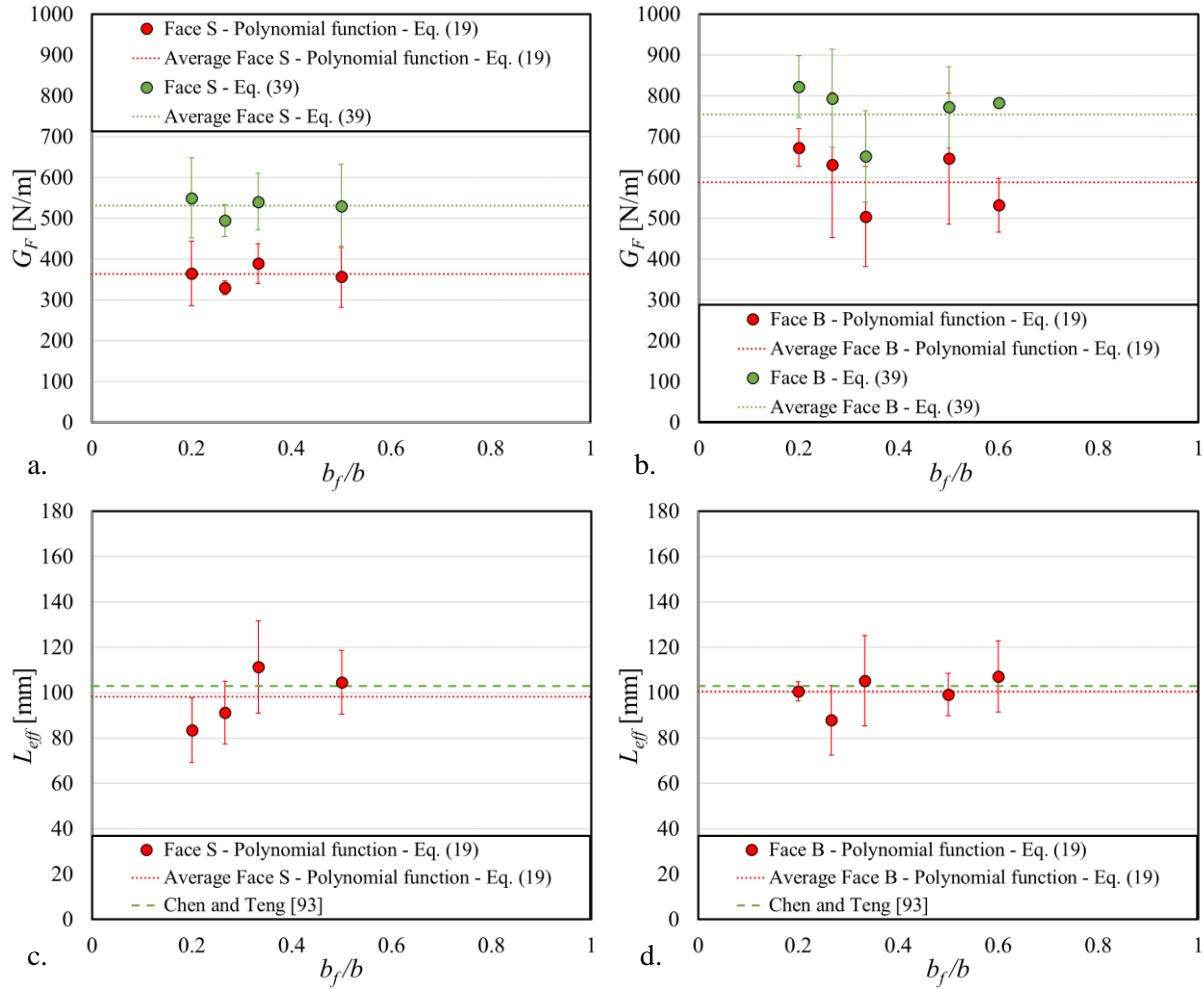 1000
900
800
700
600
500
400
300
200
100
0
G_F [N/m]
Face S - Polynomial function - Eq. (19)
Average Face S - Polynomial function - Eq. (19)
Face S - Eq. (39)
Average Face S - Eq. (39)
0 0.2 0.4 0.6 0.8 1
a.
b_f/b
1000
900
800
700
600
500
400
300
200
100
0
G_F [N/m]
Face B - Polynomial function - Eq. (19)
Average Face B - Polynomial function - Eq. (19)
Face B - Eq. (39)
Average Face B - Eq. (39)
0 0.2 0.4 0.6 0.8 1
b.
b_f/b
180
160
140
120
100
80
60
40
20
0
L_eff [mm]
Face S - Polynomial function - Eq. (19)
Average Face S - Polynomial function - Eq. (19)
Chen and Teng [93]
0 0.2 0.4 0.6 0.8 1
c.
b_f/b
180
160
140
120
100
80
60
40
20
0
L_eff [mm]
Face B - Polynomial function - Eq. (19)
Average Face B - Polynomial function - Eq. (19)
Chen and Teng [93]
0 0.2 0.4 0.6 0.8 1
d.
b_f/b